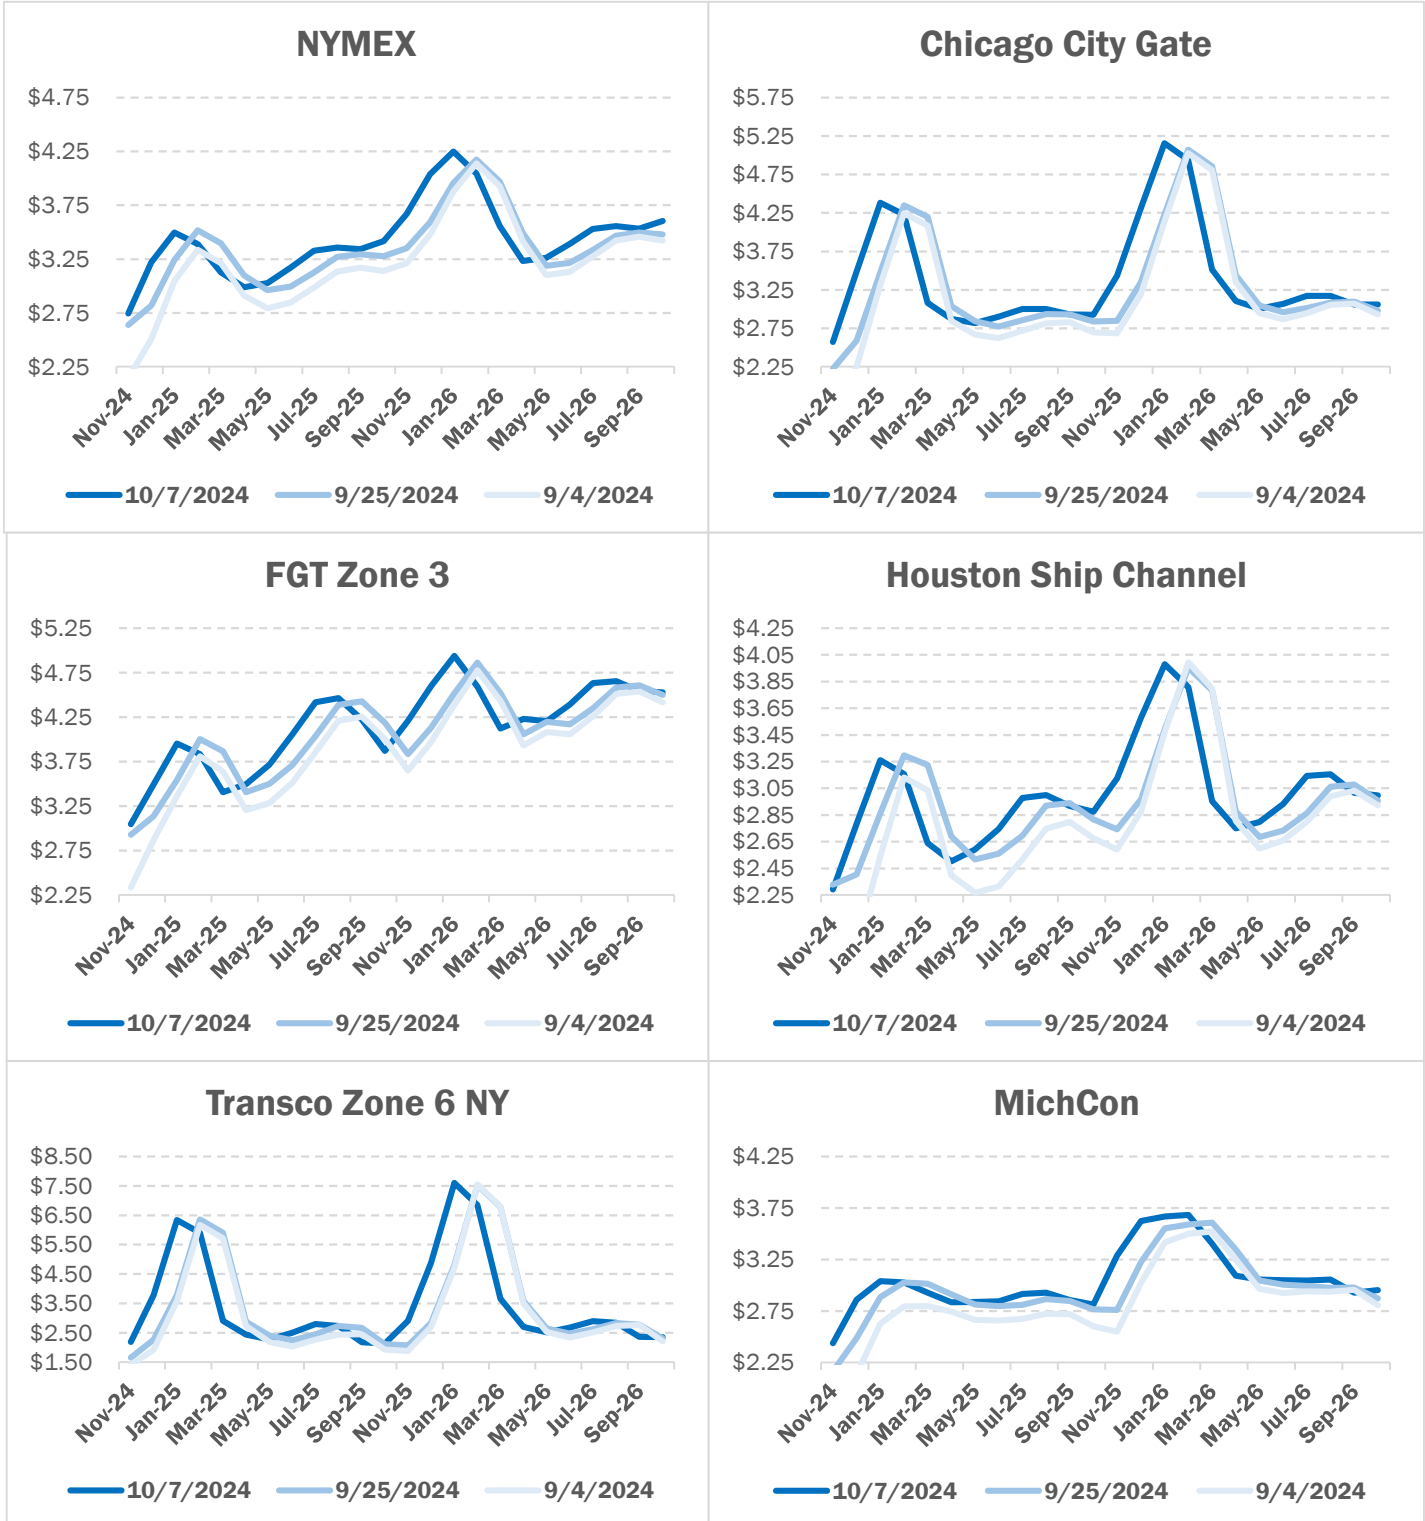 NYMEX
$4.75
$4.25
$3.75
$3.25
$2.75
$2.25
Nov-24 Jan-25 Mar-25 May-25 Jul-25 Sep-25 Nov-25 Jan-26 Mar-26 May-26 Jul-26 Sep-26
10/7/2024 9/25/2024 9/4/2024
Chicago City Gate
$5.75
$5.25
$4.75
$4.25
$3.75
$3.25
$2.75
$2.25
Nov-24 Jan-25 Mar-25 May-25 Jul-25 Sep-25 Nov-25 Jan-26 Mar-26 May-26 Jul-26 Sep-26
10/7/2024 9/25/2024 9/4/2024
FGT Zone 3
$5.25
$4.75
$4.25
$3.75
$3.25
$2.75
$2.25
Nov-24 Jan-25 Mar-25 May-25 Jul-25 Sep-25 Nov-25 Jan-26 Mar-26 May-26 Jul-26 Sep-26
10/7/2024 9/25/2024 9/4/2024
Houston Ship Channel
$4.25
$4.05
$3.85
$3.65
$3.45
$3.25
$3.05
$2.85
$2.65
$2.45
$2.25
Nov-24 Jan-25 Mar-25 May-25 Jul-25 Sep-25 Nov-25 Jan-26 Mar-26 May-26 Jul-26 Sep-26
10/7/2024 9/25/2024 9/4/2024
Transco Zone 6 NY
$8.50
$7.50
$6.50
$5.50
$4.50
$3.50
$2.50
$1.50
Nov-24 Jan-25 Mar-25 May-25 Jul-25 Sep-25 Nov-25 Jan-26 Mar-26 May-26 Jul-26 Sep-26
10/7/2024 9/25/2024 9/4/2024
MichCon
$4.25
$3.75
$3.25
$2.75
$2.25
Nov-24 Jan-25 Mar-25 May-25 Jul-25 Sep-25 Nov-25 Jan-26 Mar-26 May-26 Jul-26 Sep-26
10/7/2024 9/25/2024 9/4/2024